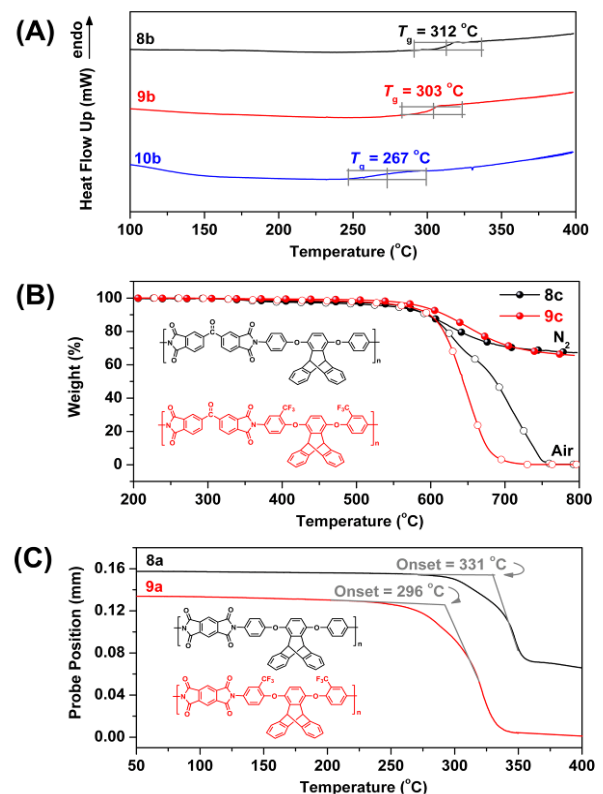 (A)
endo
Heat Flow Up (mW)
8b
Tg = 312 °C
9b
Tg = 303 °C
10b
Tg = 267 °C
100 150 200 250 300 350 400
Temperature (°C)
(B)
Weight (%)
100
80
60
40
20
0
8c
9c
N2
Air
O O O O O
N N O O n
O O CF3 F3C O O O
N N O O n
200 300 400 500 600 700 800
Temperature (°C)
(C)
Probe Position (mm)
0.16
0.12
0.08
0.04
0.00
8a
Onset = 331 °C
9a
Onset = 296 °C
O O O O
N N O O n
O O CF3 F3C O O
N N O O n
50 100 150 200 250 300 350 400
Temperature (°C)